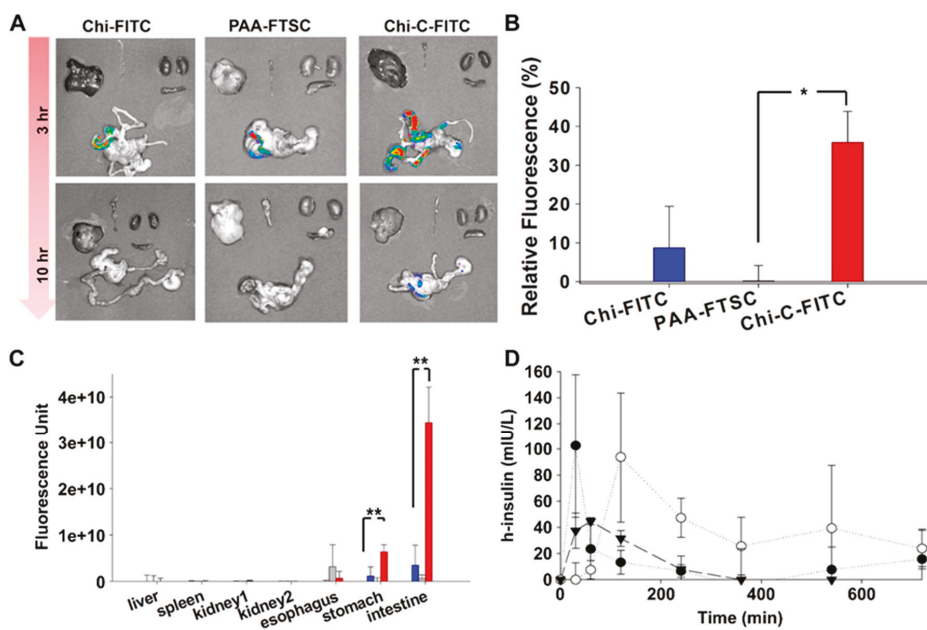 A
Chi-FITC
PAA-FTSC
Chi-C-FITC
3 hr
10 hr
B
Relative Fluorescence (%)
50
40
30
20
10
0
*
Chi-FITC
PAA-FTSC
Chi-C-FITC
C
Fluorescence Unit
4e+10
3e+10
2e+10
1e+10
0
**
**
liver
spleen
kidney1
kidney2
esophagus
stomach
intestine
D
h-insulin (mIU/L)
160
140
120
100
80
60
40
20
0
0 200 400 600
Time (min)